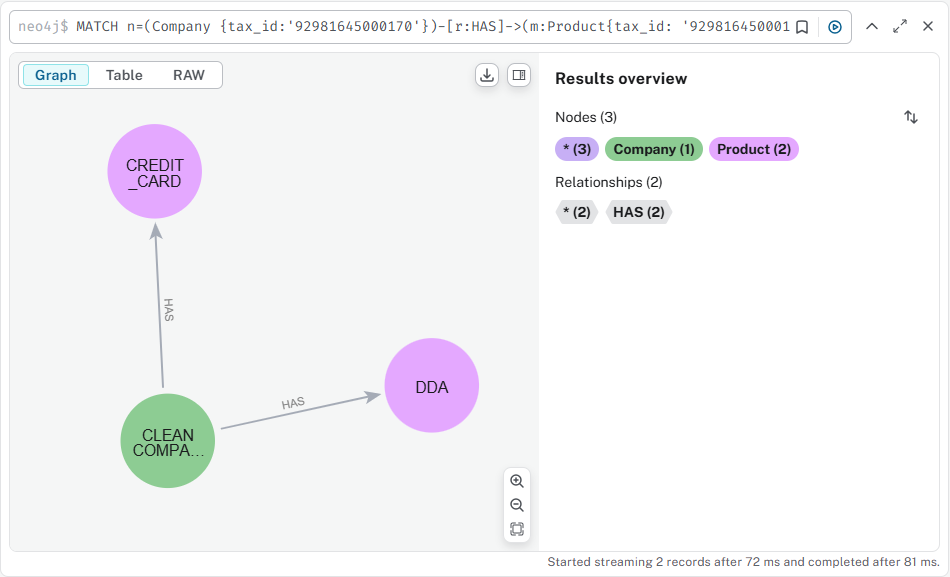 neo4j$ MATCH n=(Company {tax_id:'92981645000170'})-[r:HAS]->(m:Product{tax_id: '929816450001
Graph Table RAW
Results overview
Nodes (3)
* (3) Company (1) Product (2)
Relationships (2)
* (2) HAS (2)
CREDIT
_CARD
HAS
HAS
DDA
CLEAN
COMPA...
Started streaming 2 records after 72 ms and completed after 81 ms.